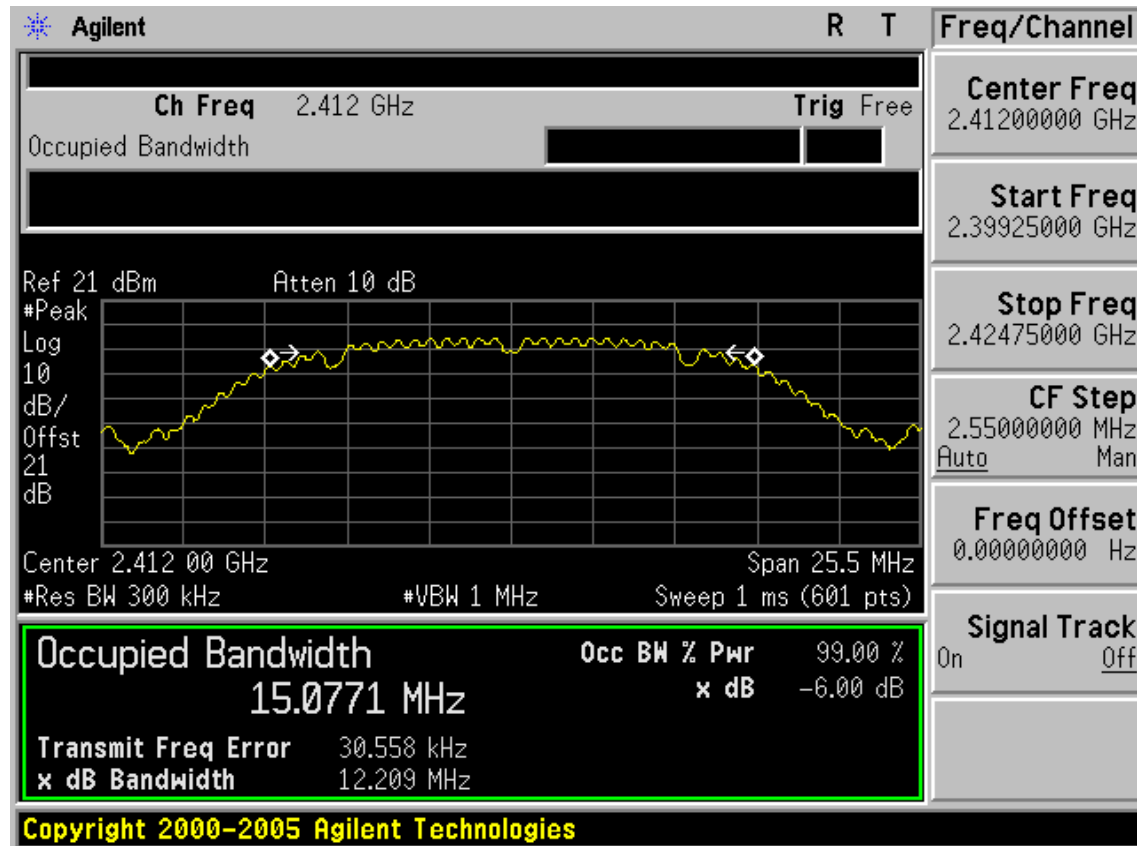 Agilent R T
Freq/Channel
Ch Freq 2.412 GHz Trig Free
Occupied Bandwidth
Center Freq
2.41200000 GHz
Start Freq
2.39925000 GHz
Stop Freq
2.42475000 GHz
CF Step
2.55000000 MHz
Auto Man
Freq Offset
0.00000000 Hz
Signal Track
On Off
Ref 21 dBm Atten 10 dB
#Peak
Log
10
dB/
Offst
21
dB
Center 2.412 00 GHz Span 25.5 MHz
#Res BW 300 kHz #VBW 1 MHz Sweep 1 ms (601 pts)
Occupied Bandwidth
15.0771 MHz
Occ BW % Pwr 99.00 %
x dB -6.00 dB
Transmit Freq Error 30.558 kHz
x dB Bandwidth 12.209 MHz
Copyright 2000-2005 Agilent Technologies